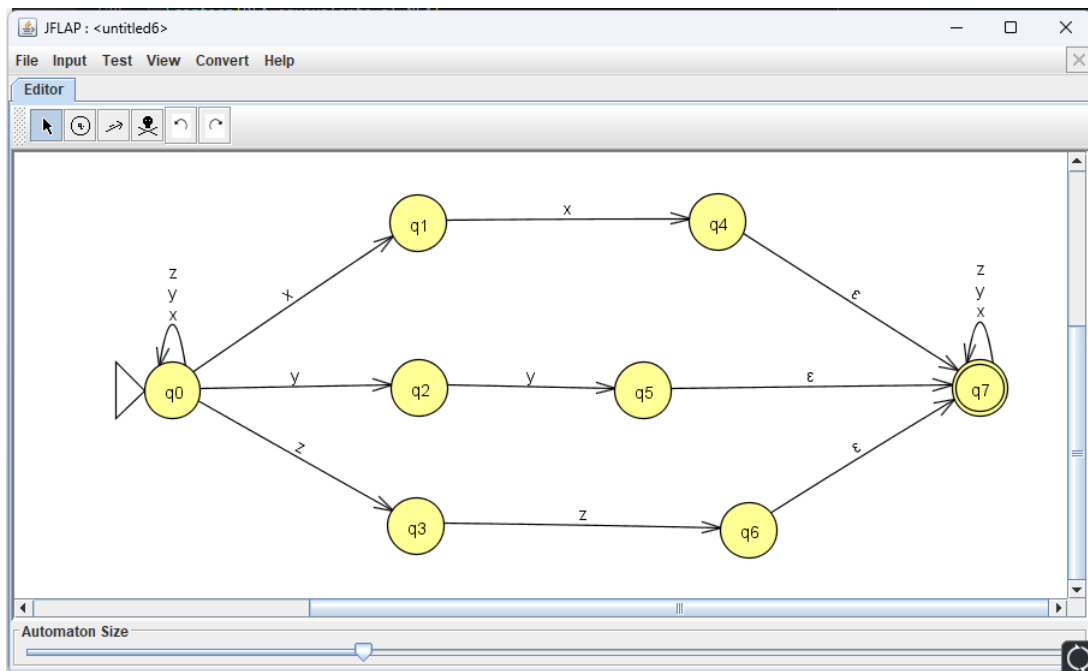 JFLAP : <untitled6>
File Input Test View Convert Help
Editor
q1
x
q4
z
y
x
x
ε
z
y
x
q0
y
q2
y
q5
ε
q7
z
ε
q3
z
q6
Automaton Size